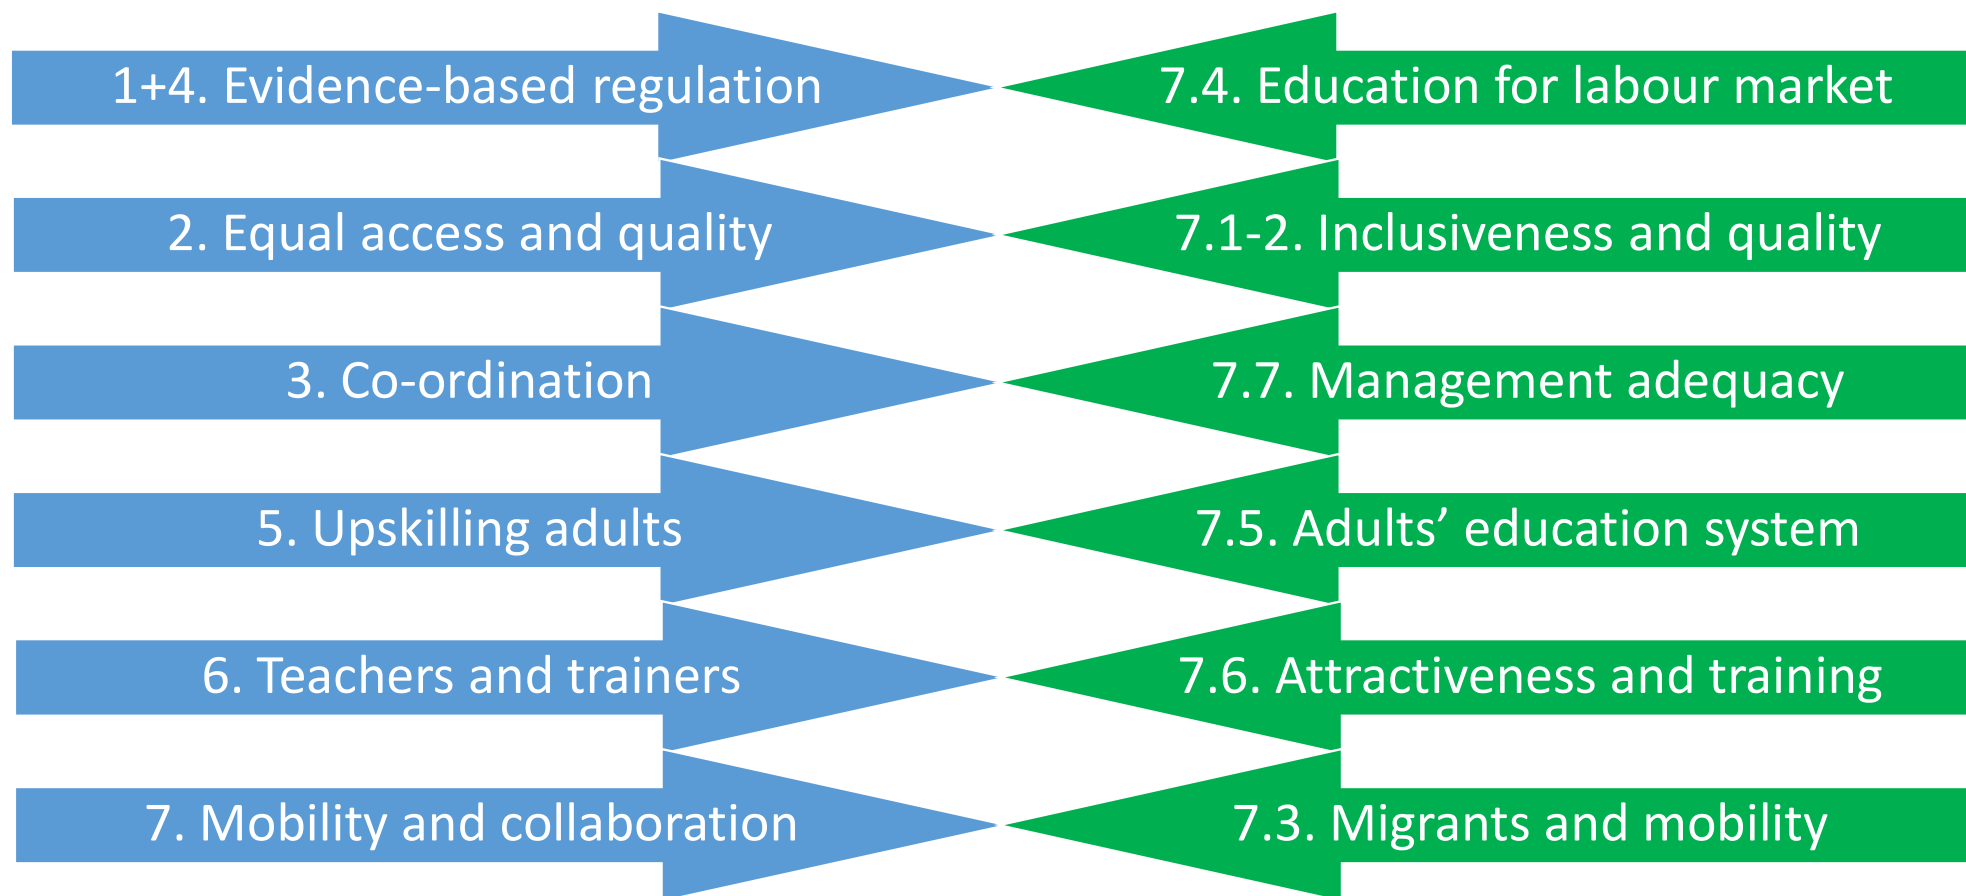 1+4. Evidence-based regulation
7.4. Education for labour market
2. Equal access and quality
7.1-2. Inclusiveness and quality
3. Co-ordination
7.7. Management adequacy
5. Upskilling adults
7.5. Adults’ education system
6. Teachers and trainers
7.6. Attractiveness and training
7. Mobility and collaboration
7.3. Migrants and mobility